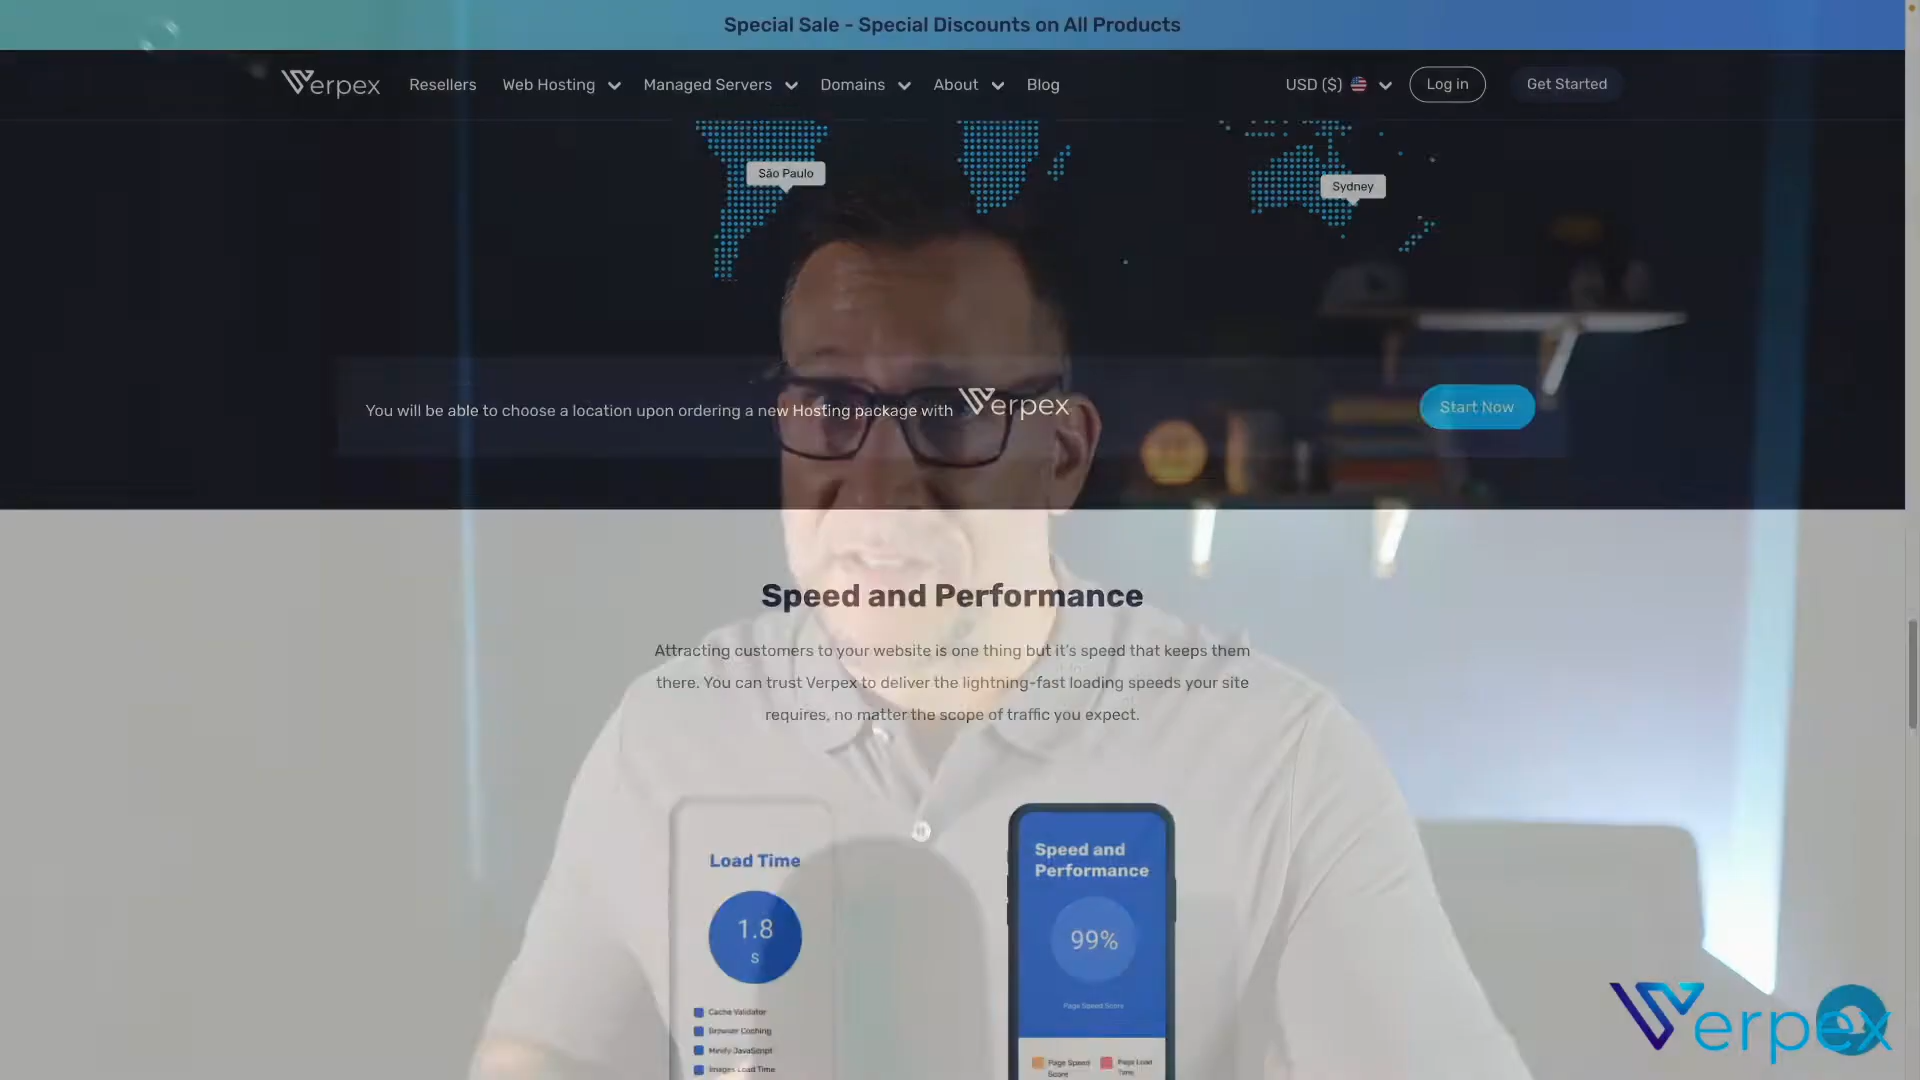 Special Sale - Special Discounts on All Products
Verpex Resellers Web Hosting Managed Servers Domains About Blog USD ($) Log in Get Started
São Paulo
Sydney
You will be able to choose a location upon ordering a new Hosting package with Verpex Start Now
Speed and Performance
Attracting customers to your website is one thing but it's speed that keeps them
there. You can trust Verpex to deliver the lightning-fast loading speeds your site
requires, no matter the scope of traffic you expect.
Load Time
1.8
s
Cache Validator
Browser Coching
Minify JavaScript
Images Load Time
Speed and
Performance
99%
Page Speed Score
Page Speed
Score
Page Load
Time
Verpex